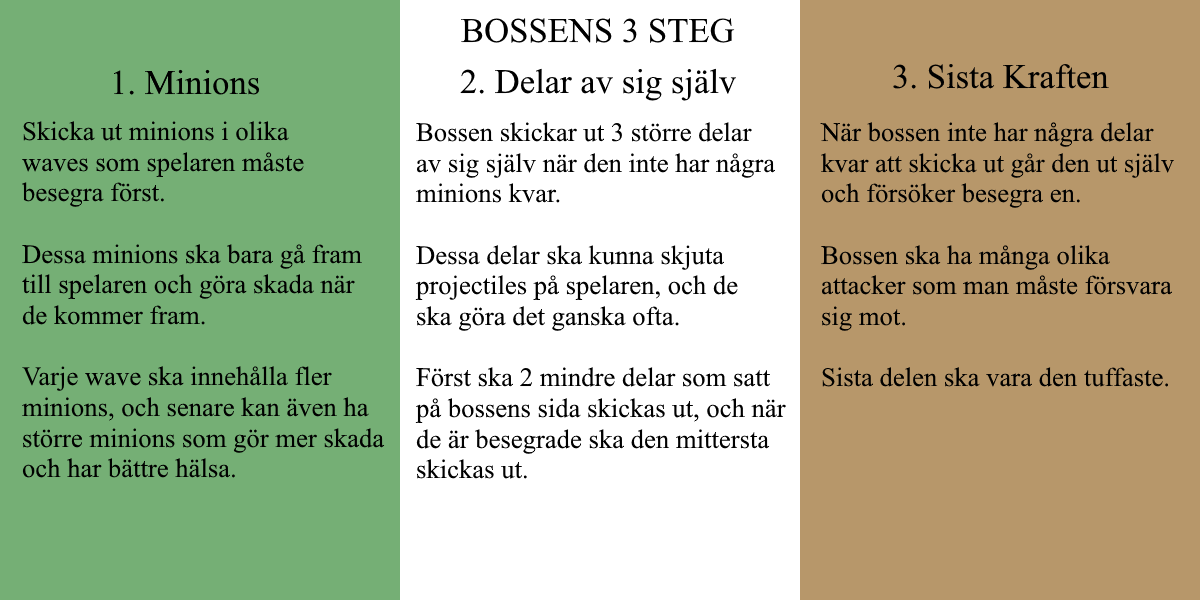 BOSSENS 3 STEG
1. Minions
Skicka ut minions i olika
waves som spelaren måste
besegra först.
Dessa minions ska bara gå fram
till spelaren och göra skada när
de kommer fram.
Varje wave ska innehålla fler
minions, och senare kan även ha
större minions som gör mer skada
och har bättre hälsa.
2. Delar av sig själv
Bossen skickar ut 3 större delar
av sig själv när den inte har några
minions kvar.
Dessa delar ska kunna skjuta
projectiles på spelaren, och de
ska göra det ganska ofta.
Först ska 2 mindre delar som satt
på bossens sida skickas ut, och när
de är besegrade ska den mittersta
skickas ut.
3. Sista Kraften
När bossen inte har några delar
kvar att skicka ut går den ut själv
och försöker besegra en.
Bossen ska ha många olika
attacker som man måste försvara
sig mot.
Sista delen ska vara den tuffaste.